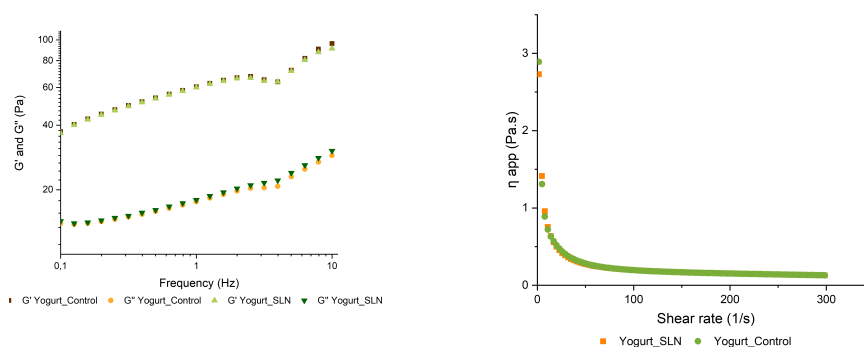 100
80
60
40
20
G' and G" (Pa)
0,1
1
10
Frequency (Hz)
G' Yogurt_Control G" Yogurt_Control G' Yogurt_SLN G" Yogurt_SLN
3
2
1
0
η app (Pa.s)
0
100
200
300
Shear rate (1/s)
Yogurt_SLN Yogurt_Control